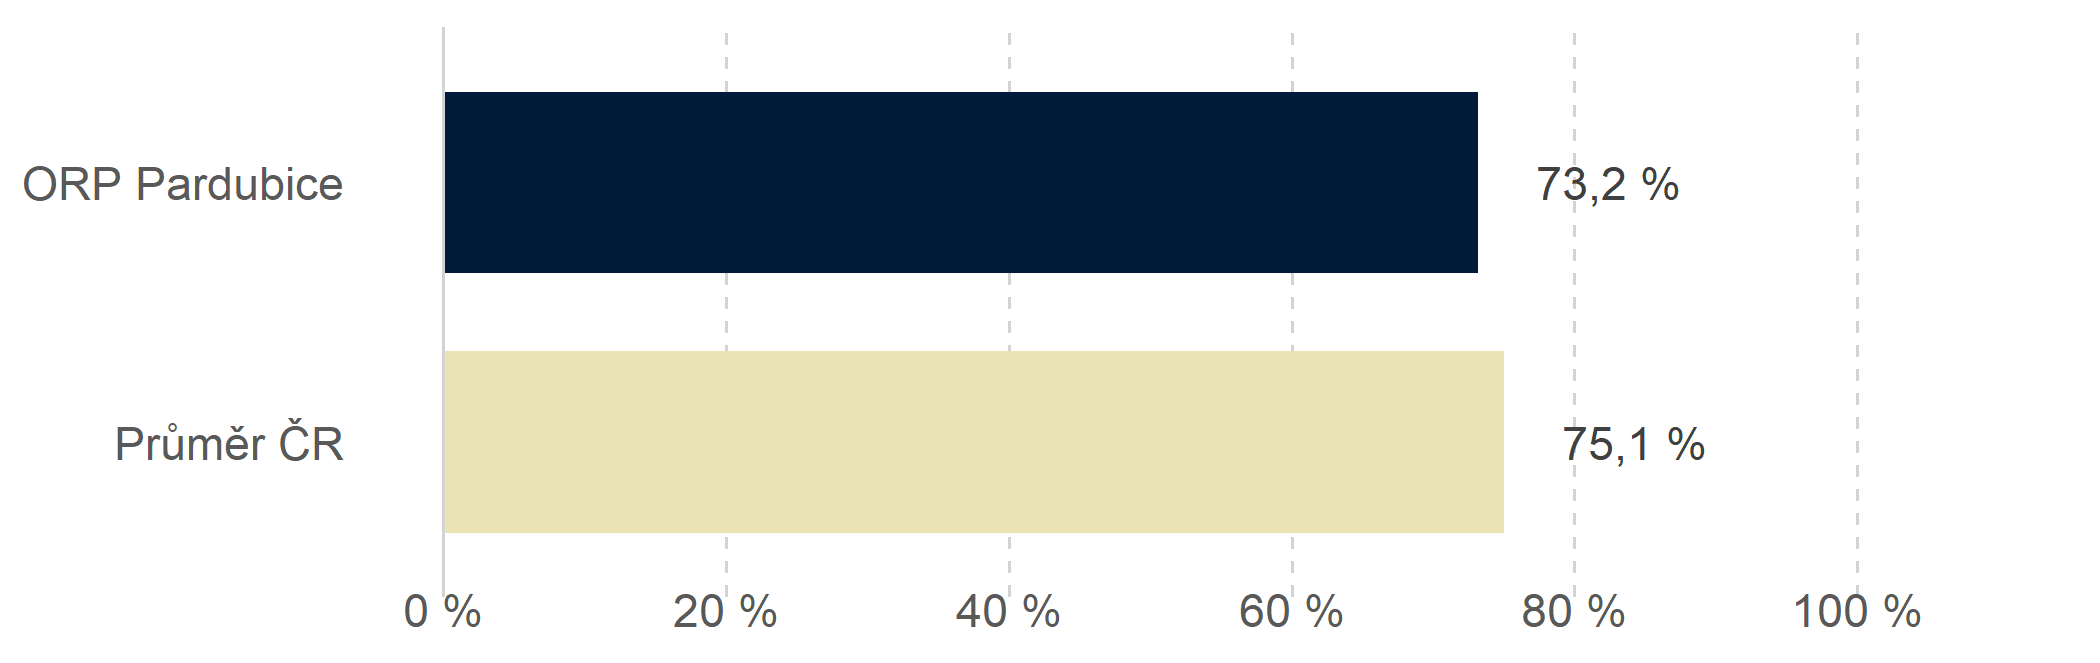 ORP Pardubice
73,2 %
Průměr ČR
75,1 %
0 % 20 % 40 % 60 % 80 % 100 %